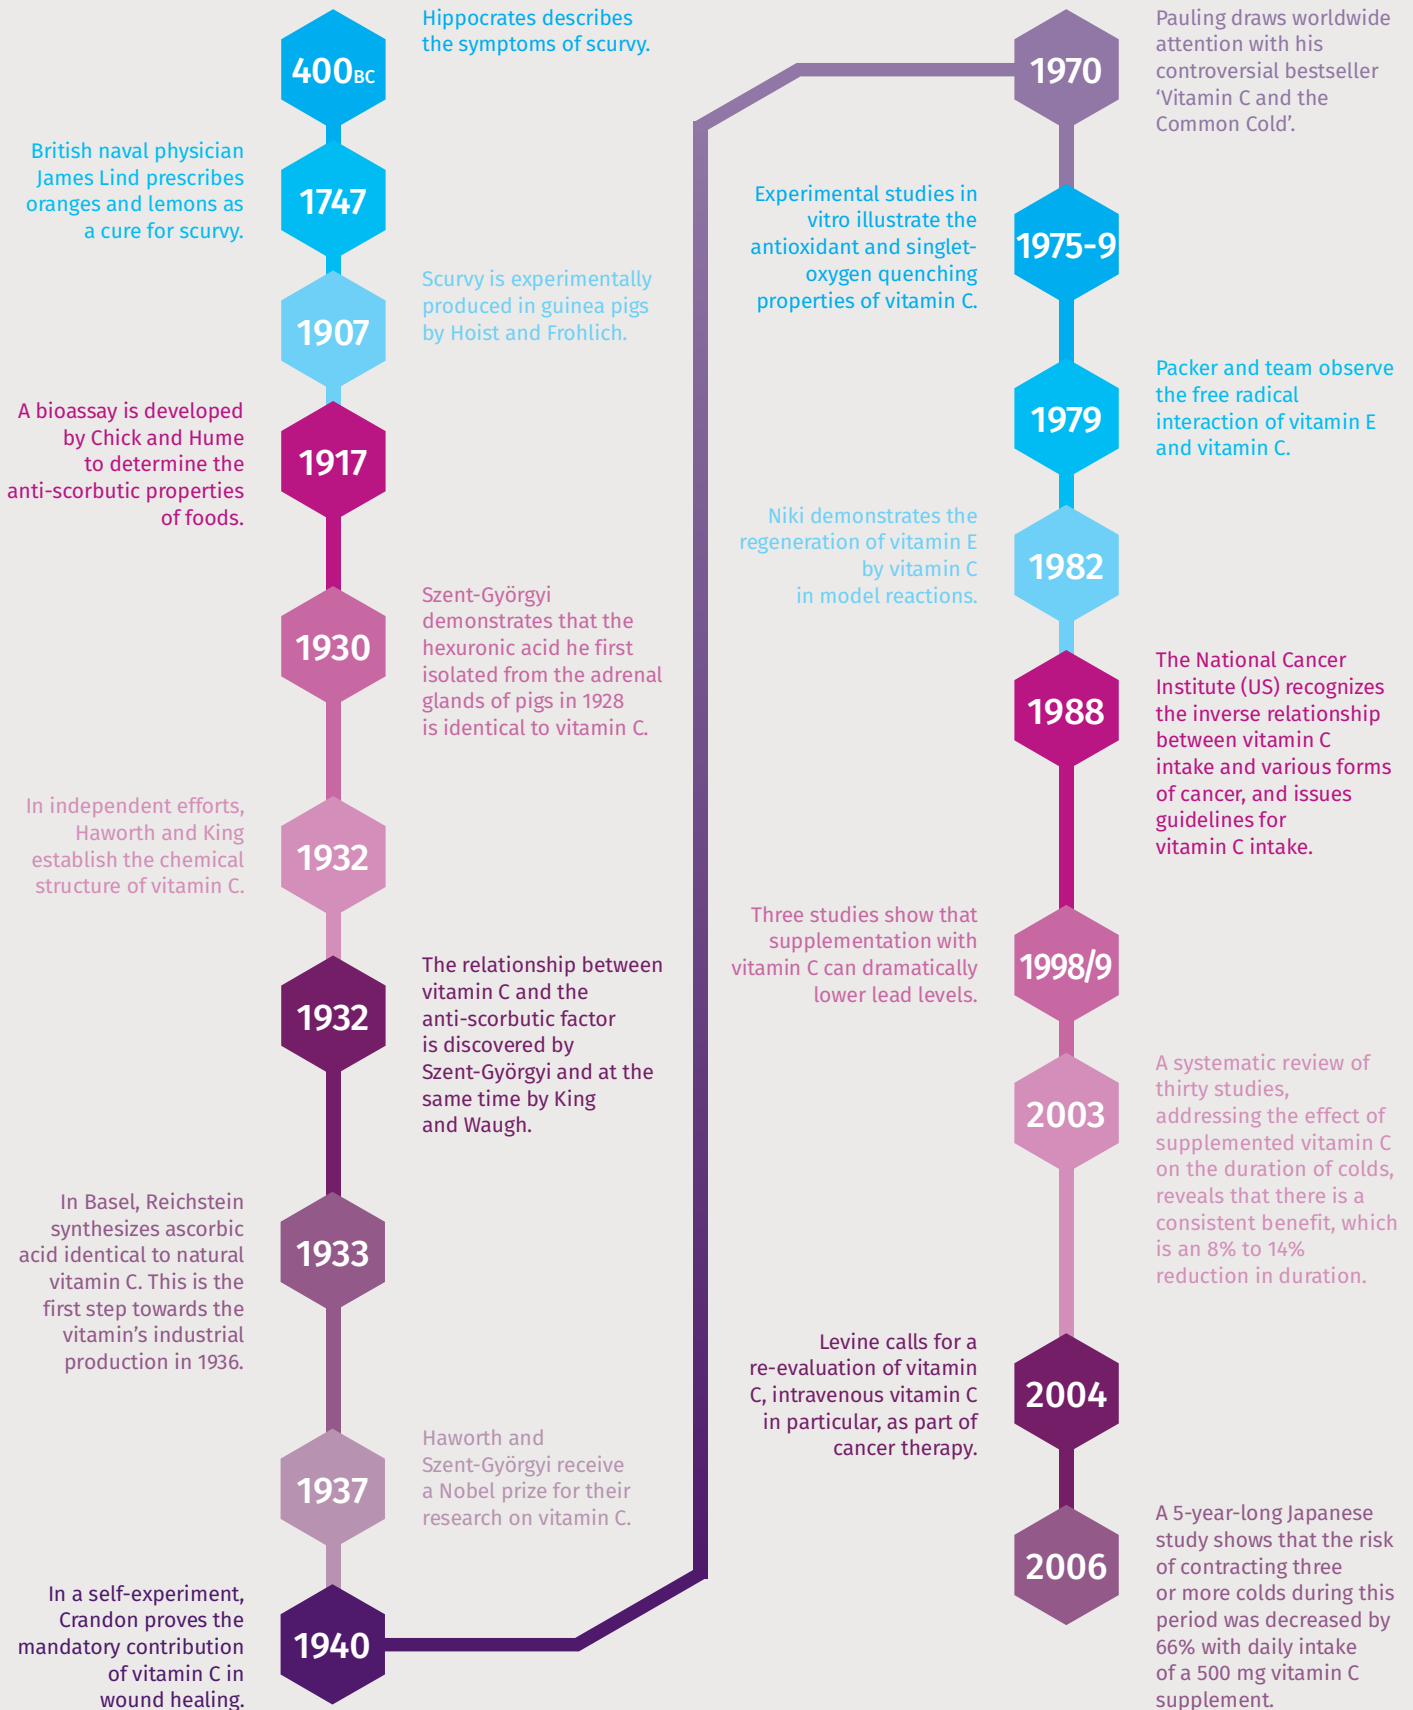 400BC
Hippocrates describes
the symptoms of scurvy.
British naval physician
James Lind prescribes
oranges and lemons as
a cure for scurvy.
1747
1907
Scurvy is experimentally
produced in guinea pigs
by Hoist and Frohlich.
A bioassay is developed
by Chick and Hume
to determine the
anti-scorbutic properties
of foods.
1917
1930
Szent-Györgyi
demonstrates that the
hexuronic acid he first
isolated from the adrenal
glands of pigs in 1928
is identical to vitamin C.
In independent efforts,
Haworth and King
establish the chemical
structure of vitamin C.
1932
1932
The relationship between
vitamin C and the
anti-scorbutic factor
is discovered by
Szent-Györgyi and at the
same time by King
and Waugh.
In Basel, Reichstein
synthesizes ascorbic
acid identical to natural
vitamin C. This is the
first step towards the
vitamin's industrial
production in 1936.
1933
1937
Haworth and
Szent-Györgyi receive
a Nobel prize for their
research on vitamin C.
In a self-experiment,
Crandon proves the
mandatory contribution
of vitamin C in
wound healing.
1940
1970
Pauling draws worldwide
attention with his
controversial bestseller
‘Vitamin C and the
Common Cold’.
Experimental studies in
vitro illustrate the
antioxidant and singlet-
oxygen quenching
properties of vitamin C.
1975-9
1979
Packer and team observe
the free radical
interaction of vitamin E
and vitamin C.
Niki demonstrates the
regeneration of vitamin E
by vitamin C
in model reactions.
1982
1988
The National Cancer
Institute (US) recognizes
the inverse relationship
between vitamin C
intake and various forms
of cancer, and issues
guidelines for
vitamin C intake.
Three studies show that
supplementation with
vitamin C can dramatically
lower lead levels.
1998/9
2003
A systematic review of
thirty studies,
addressing the effect of
supplemented vitamin C
on the duration of colds,
reveals that there is a
consistent benefit, which
is an 8% to 14%
reduction in duration.
Levine calls for a
re-evaluation of vitamin
C, intravenous vitamin C
in particular, as part of
cancer therapy.
2004
2006
A 5-year-long Japanese
study shows that the risk
of contracting three
or more colds during this
period was decreased by
66% with daily intake
of a 500 mg vitamin C
supplement.